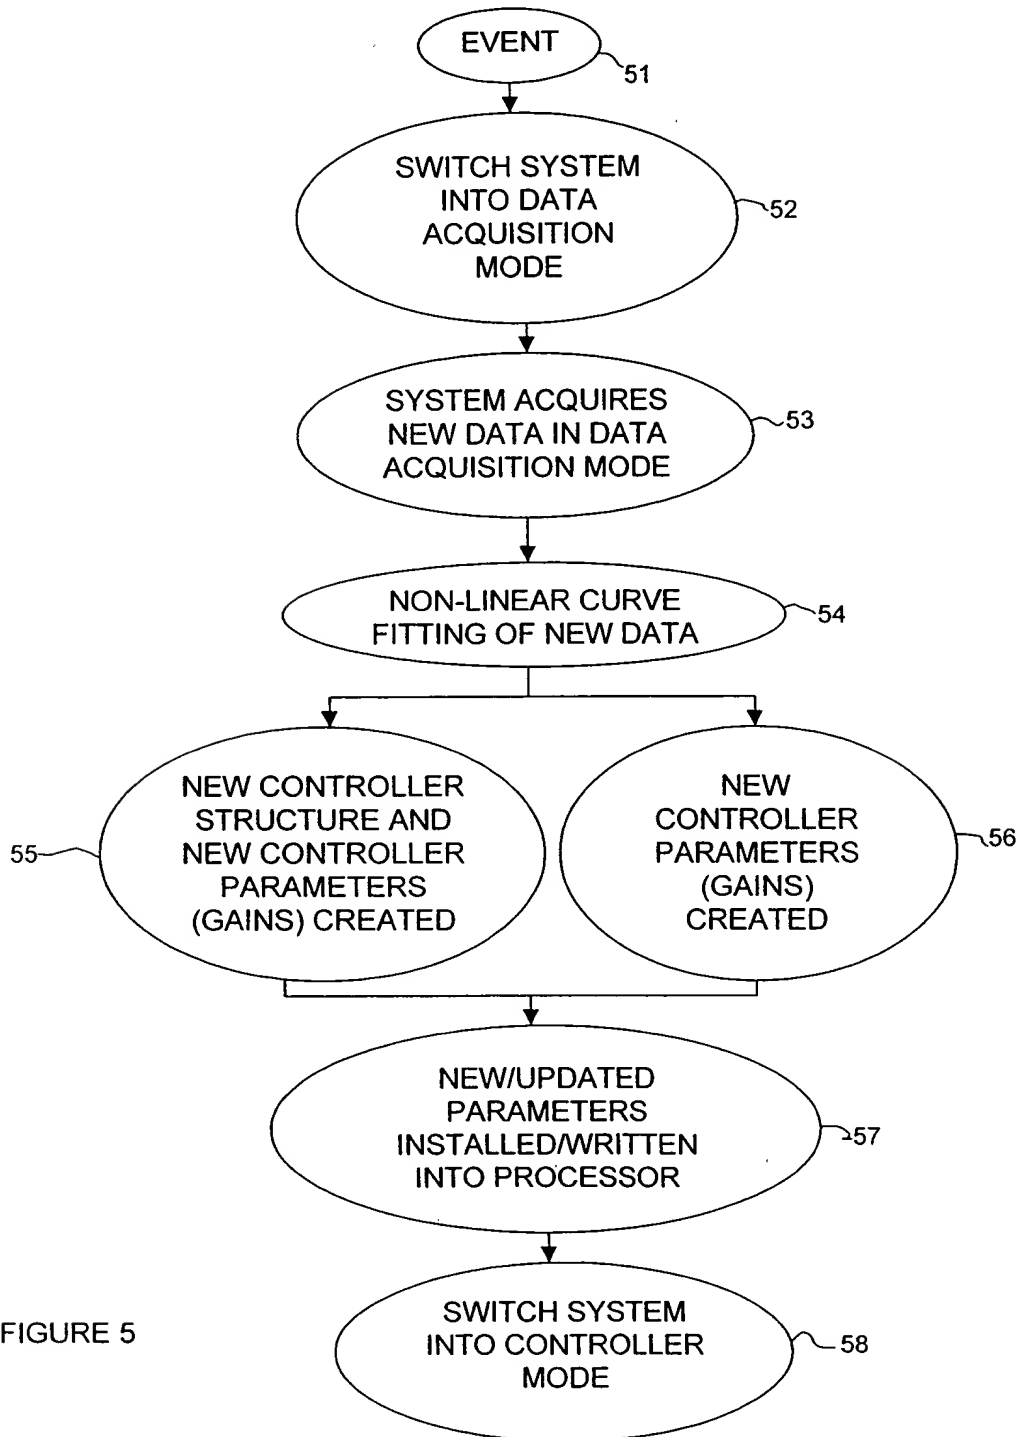 EVENT
51
SWITCH SYSTEM
INTO DATA
ACQUISITION
MODE
52
SYSTEM ACQUIRES
NEW DATA IN DATA
ACQUISITION MODE
53
NON-LINEAR CURVE
FITTING OF NEW DATA
54
NEW CONTROLLER
STRUCTURE AND
NEW CONTROLLER
PARAMETERS
(GAINS) CREATED
55
NEW
CONTROLLER
PARAMETERS
(GAINS)
CREATED
56
NEW/UPDATED
PARAMETERS
INSTALLED/WRITTEN
INTO PROCESSOR
57
SWITCH SYSTEM
INTO CONTROLLER
MODE
58
FIGURE 5